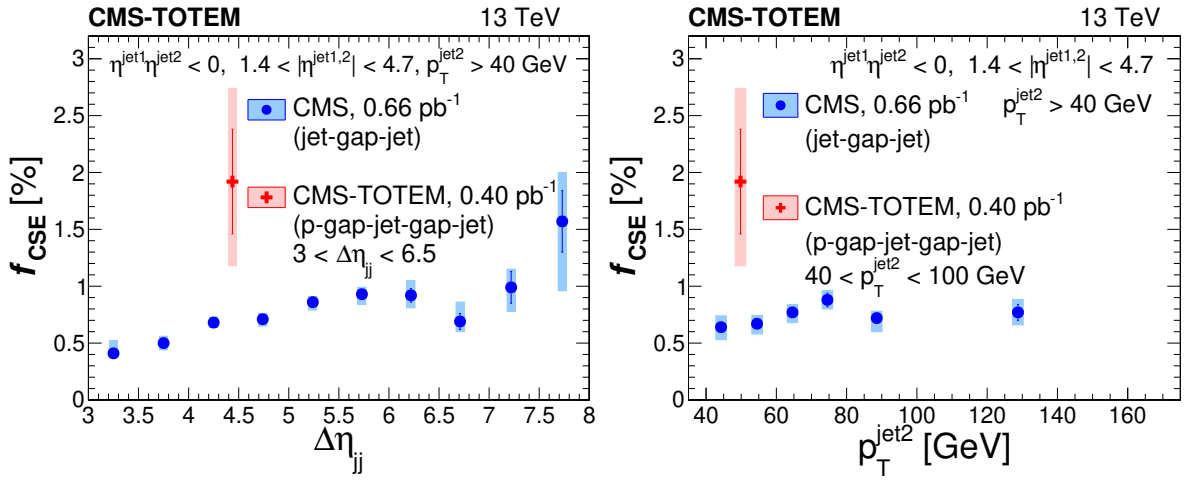 CMS-TOTEM 13 TeV
η^jet1 η^jet2 < 0, 1.4 < |η^jet1,2| < 4.7, p_T^jet2 > 40 GeV
CMS, 0.66 pb⁻¹
(jet-gap-jet)
CMS-TOTEM, 0.40 pb⁻¹
(p-gap-jet-gap-jet)
3 < Δη_jj < 6.5
f_CSE [%]
3
2.5
2
1.5
1
0.5
0
3 3.5 4 4.5 5 5.5 6 6.5 7 7.5 8
Δη_jj
CMS-TOTEM 13 TeV
η^jet1 η^jet2 < 0, 1.4 < |η^jet1,2| < 4.7
CMS, 0.66 pb⁻¹ p_T^jet2 > 40 GeV
(jet-gap-jet)
CMS-TOTEM, 0.40 pb⁻¹
(p-gap-jet-gap-jet)
40 < p_T^jet2 < 100 GeV
f_CSE [%]
3
2.5
2
1.5
1
0.5
0
40 60 80 100 120 140 160
p_T^jet2 [GeV]